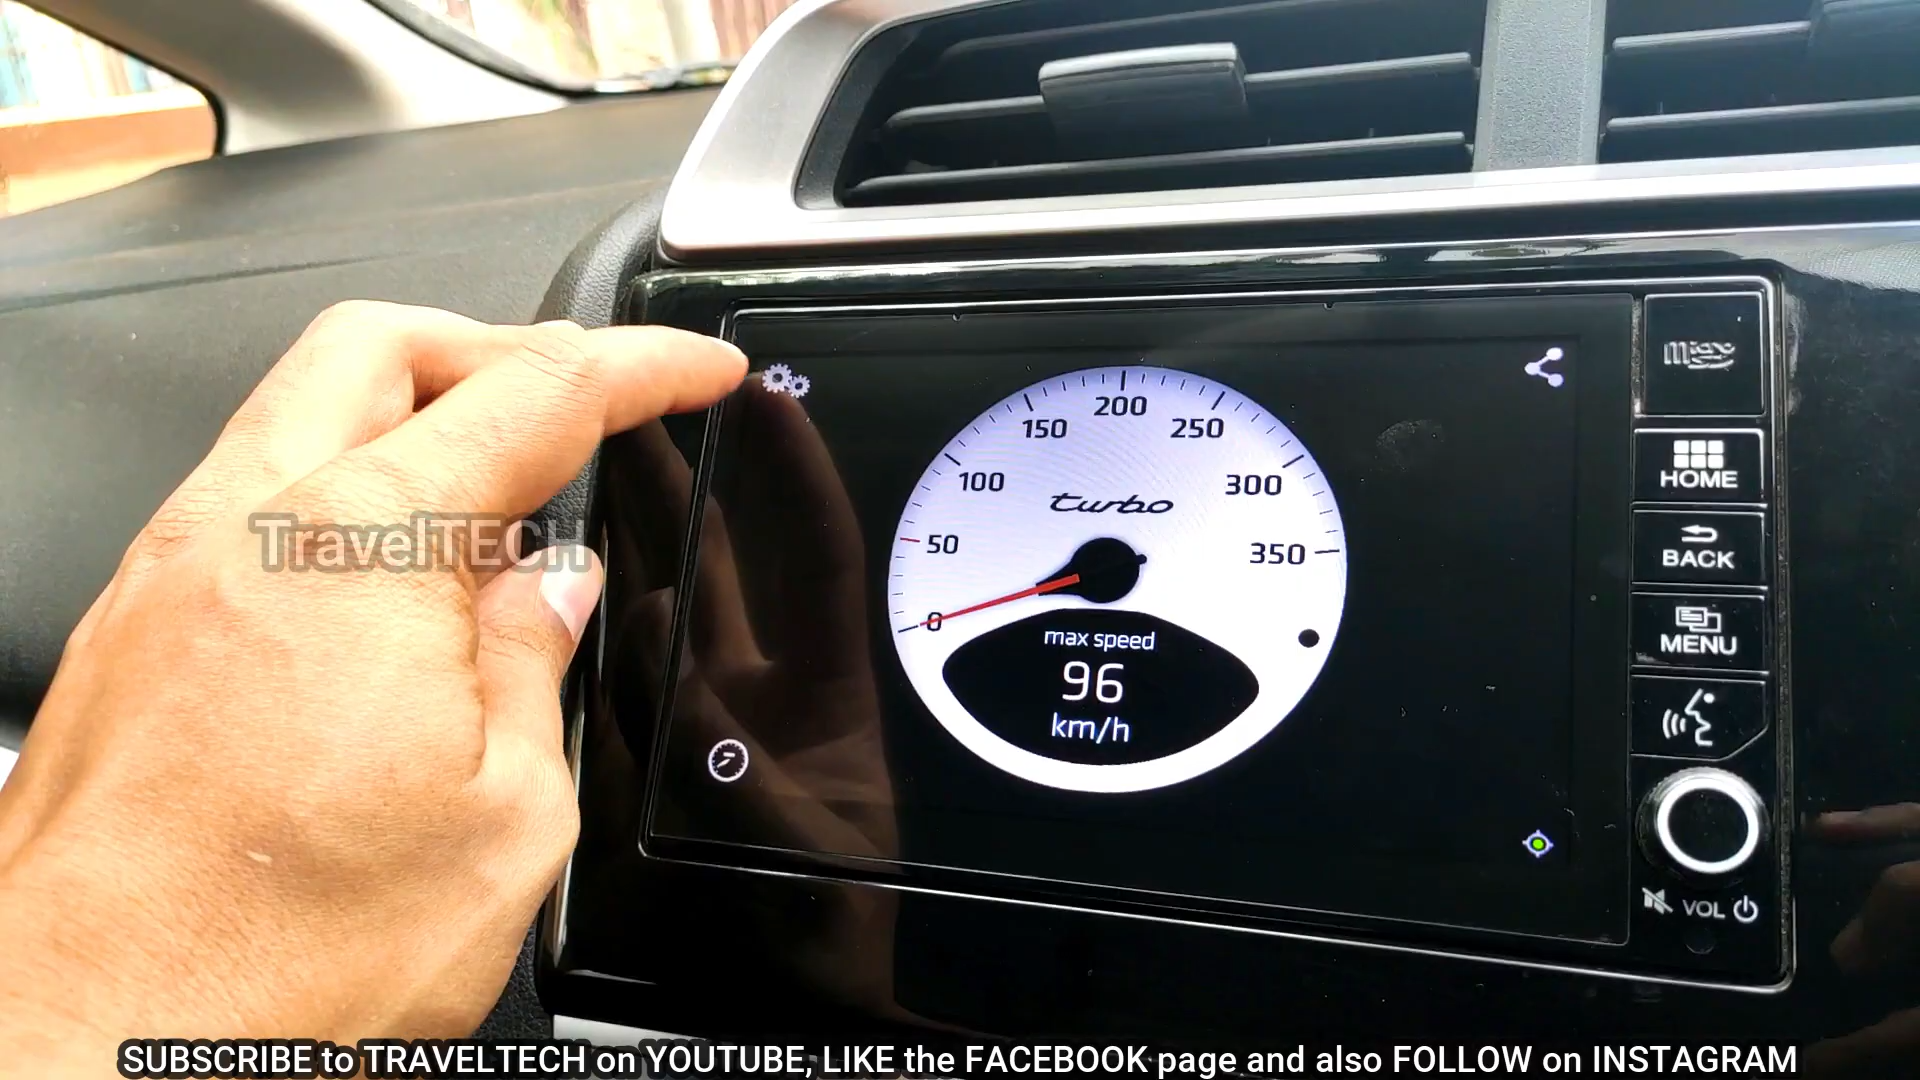 micro
HOME
BACK
MENU
VOL
200
150
250
100
300
turbo
50
350
0
max speed
96
km/h
TravelTECH
SUBSCRIBE to TRAVELTECH on YOUTUBE, LIKE the FACEBOOK page and also FOLLOW on INSTAGRAM